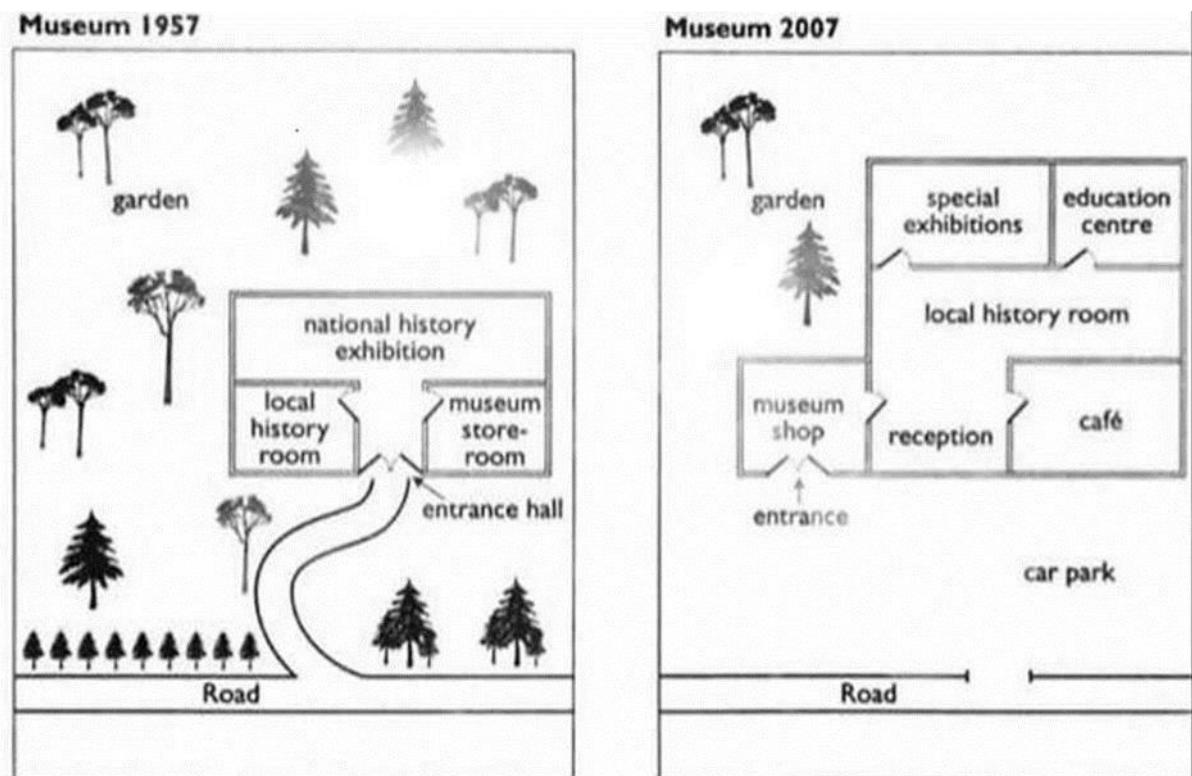 Museum 1957
garden
national history
exhibition
local
history
room
museum
store-
room
entrance hall
Road
Museum 2007
garden
special
exhibitions
education
centre
local history room
museum
shop
reception
café
entrance
car park
Road